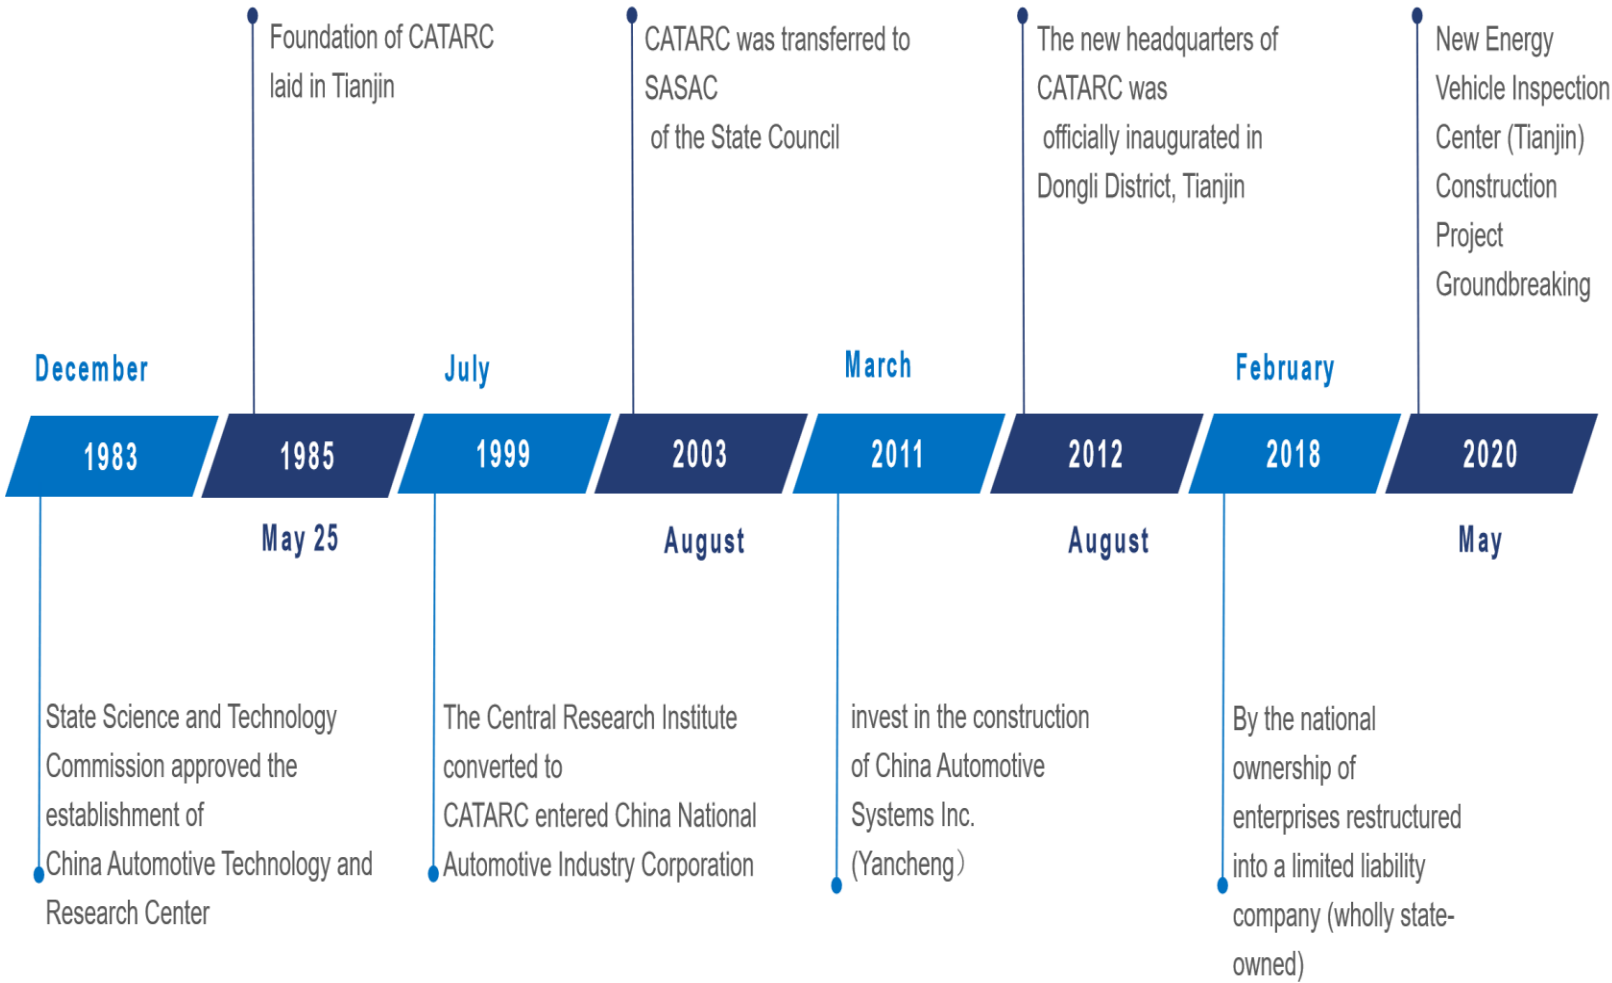 Foundation of CATARC
laid in Tianjin
CATARC was transferred to
SASAC
of the State Council
The new headquarters of
CATARC was
officially inaugurated in
Dongli District, Tianjin
New Energy
Vehicle Inspection
Center (Tianjin)
Construction
Project
Groundbreaking
December
July
March
February
1983
1985
1999
2003
2011
2012
2018
2020
May 25
August
August
May
State Science and Technology
Commission approved the
establishment of
China Automotive Technology and
Research Center
The Central Research Institute
converted to
CATARC entered China National
Automotive Industry Corporation
invest in the construction
of China Automotive
Systems Inc.
(Yancheng）
By the national
ownership of
enterprises restructured
into a limited liability
company (wholly state-
owned)